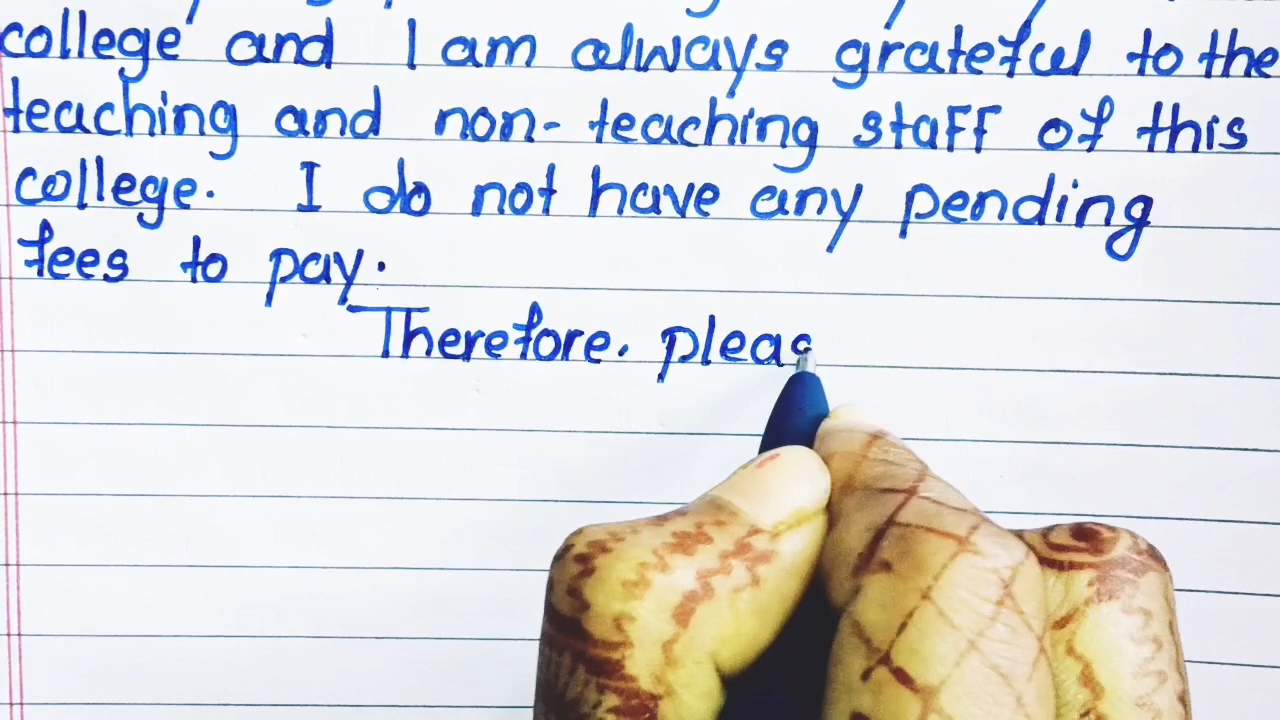 college and I am always grateful to the
teaching and non-teaching staff of this
college. I do not have any pending
fees to pay.
Therefore, pleas